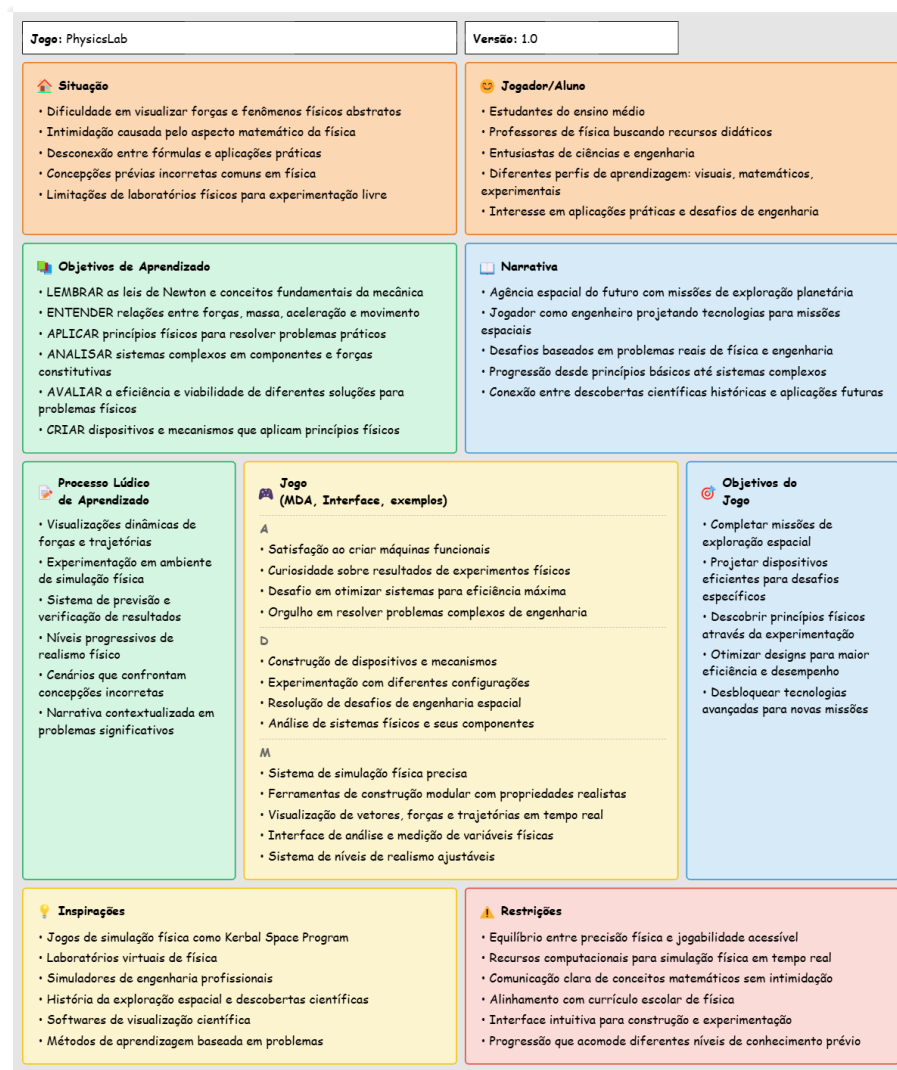 Jogo: PhysicsLab
Versão: 1.0
Situação
• Dificuldade em visualizar forças e fenômenos físicos abstratos
• Intimidação causada pelo aspecto matemático da física
• Desconexão entre fórmulas e aplicações práticas
• Concepções prévias incorretas comuns em física
• Limitações de laboratórios físicos para experimentação livre
Jogador/Aluno
• Estudantes do ensino médio
• Professores de física buscando recursos didáticos
• Entusiastas de ciências e engenharia
• Diferentes perfis de aprendizagem: visuais, matemáticos,
experimentais
• Interesse em aplicações práticas e desafios de engenharia
Objetivos de Aprendizado
• LEMBRAR as leis de Newton e conceitos fundamentais da mecânica
• ENTENDER relações entre forças, massa, aceleração e movimento
• APLICAR princípios físicos para resolver problemas práticos
• ANALISAR sistemas complexos em componentes e forças
constitutivas
• AVALIAR a eficiência e viabilidade de diferentes soluções para
problemas físicos
• CRIAR dispositivos e mecanismos que aplicam princípios físicos
Narrativa
• Agência espacial do futuro com missões de exploração planetária
• Jogador como engenheiro projetando tecnologias para missões
espaciais
• Desafios baseados em problemas reais de física e engenharia
• Progressão desde princípios básicos até sistemas complexos
• Conexão entre descobertas científicas históricas e aplicações futuras
Processo Lúdico
de Aprendizado
• Visualizações dinâmicas de
forças e trajetórias
• Experimentação em ambiente
de simulação física
• Sistema de previsão e
verificação de resultados
• Níveis progressivos de
realismo físico
• Cenários que confrontam
concepções incorretas
• Narrativa contextualizada em
problemas significativos
Jogo
(MDA, Interface, exemplos)
A
• Satisfação ao criar máquinas funcionais
• Curiosidade sobre resultados de experimentos físicos
• Desafio em otimizar sistemas para eficiência máxima
• Orgulho em resolver problemas complexos de engenharia
D
• Construção de dispositivos e mecanismos
• Experimentação com diferentes configurações
• Resolução de desafios de engenharia espacial
• Análise de sistemas físicos e seus componentes
M
• Sistema de simulação física precisa
• Ferramentas de construção modular com propriedades realistas
• Visualização de vetores, forças e trajetórias em tempo real
• Interface de análise e medição de variáveis físicas
• Sistema de níveis de realismo ajustáveis
Objetivos do
Jogo
• Completar missões de
exploração espacial
• Projetar dispositivos
eficientes para desafios
específicos
• Descobrir princípios físicos
através da experimentação
• Otimizar designs para maior
eficiência e desempenho
• Desbloquear tecnologias
avançadas para novas missões
Inspirações
• Jogos de simulação física como Kerbal Space Program
• Laboratórios virtuais de física
• Simuladores de engenharia profissionais
• História da exploração espacial e descobertas científicas
• Softwares de visualização científica
• Métodos de aprendizagem baseada em problemas
Restrições
• Equilíbrio entre precisão física e jogabilidade acessível
• Recursos computacionais para simulação física em tempo real
• Comunicação clara de conceitos matemáticos sem intimidação
• Alinhamento com currículo escolar de física
• Interface intuitiva para construção e experimentação
• Progressão que acomode diferentes níveis de conhecimento prévio